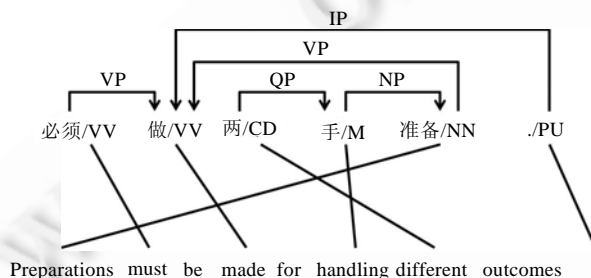 IP
VP
VP QP NP
必须/VV 做/VV 两/CD 手/M 准备/NN ./PU
Preparations must be made for handling different outcomes